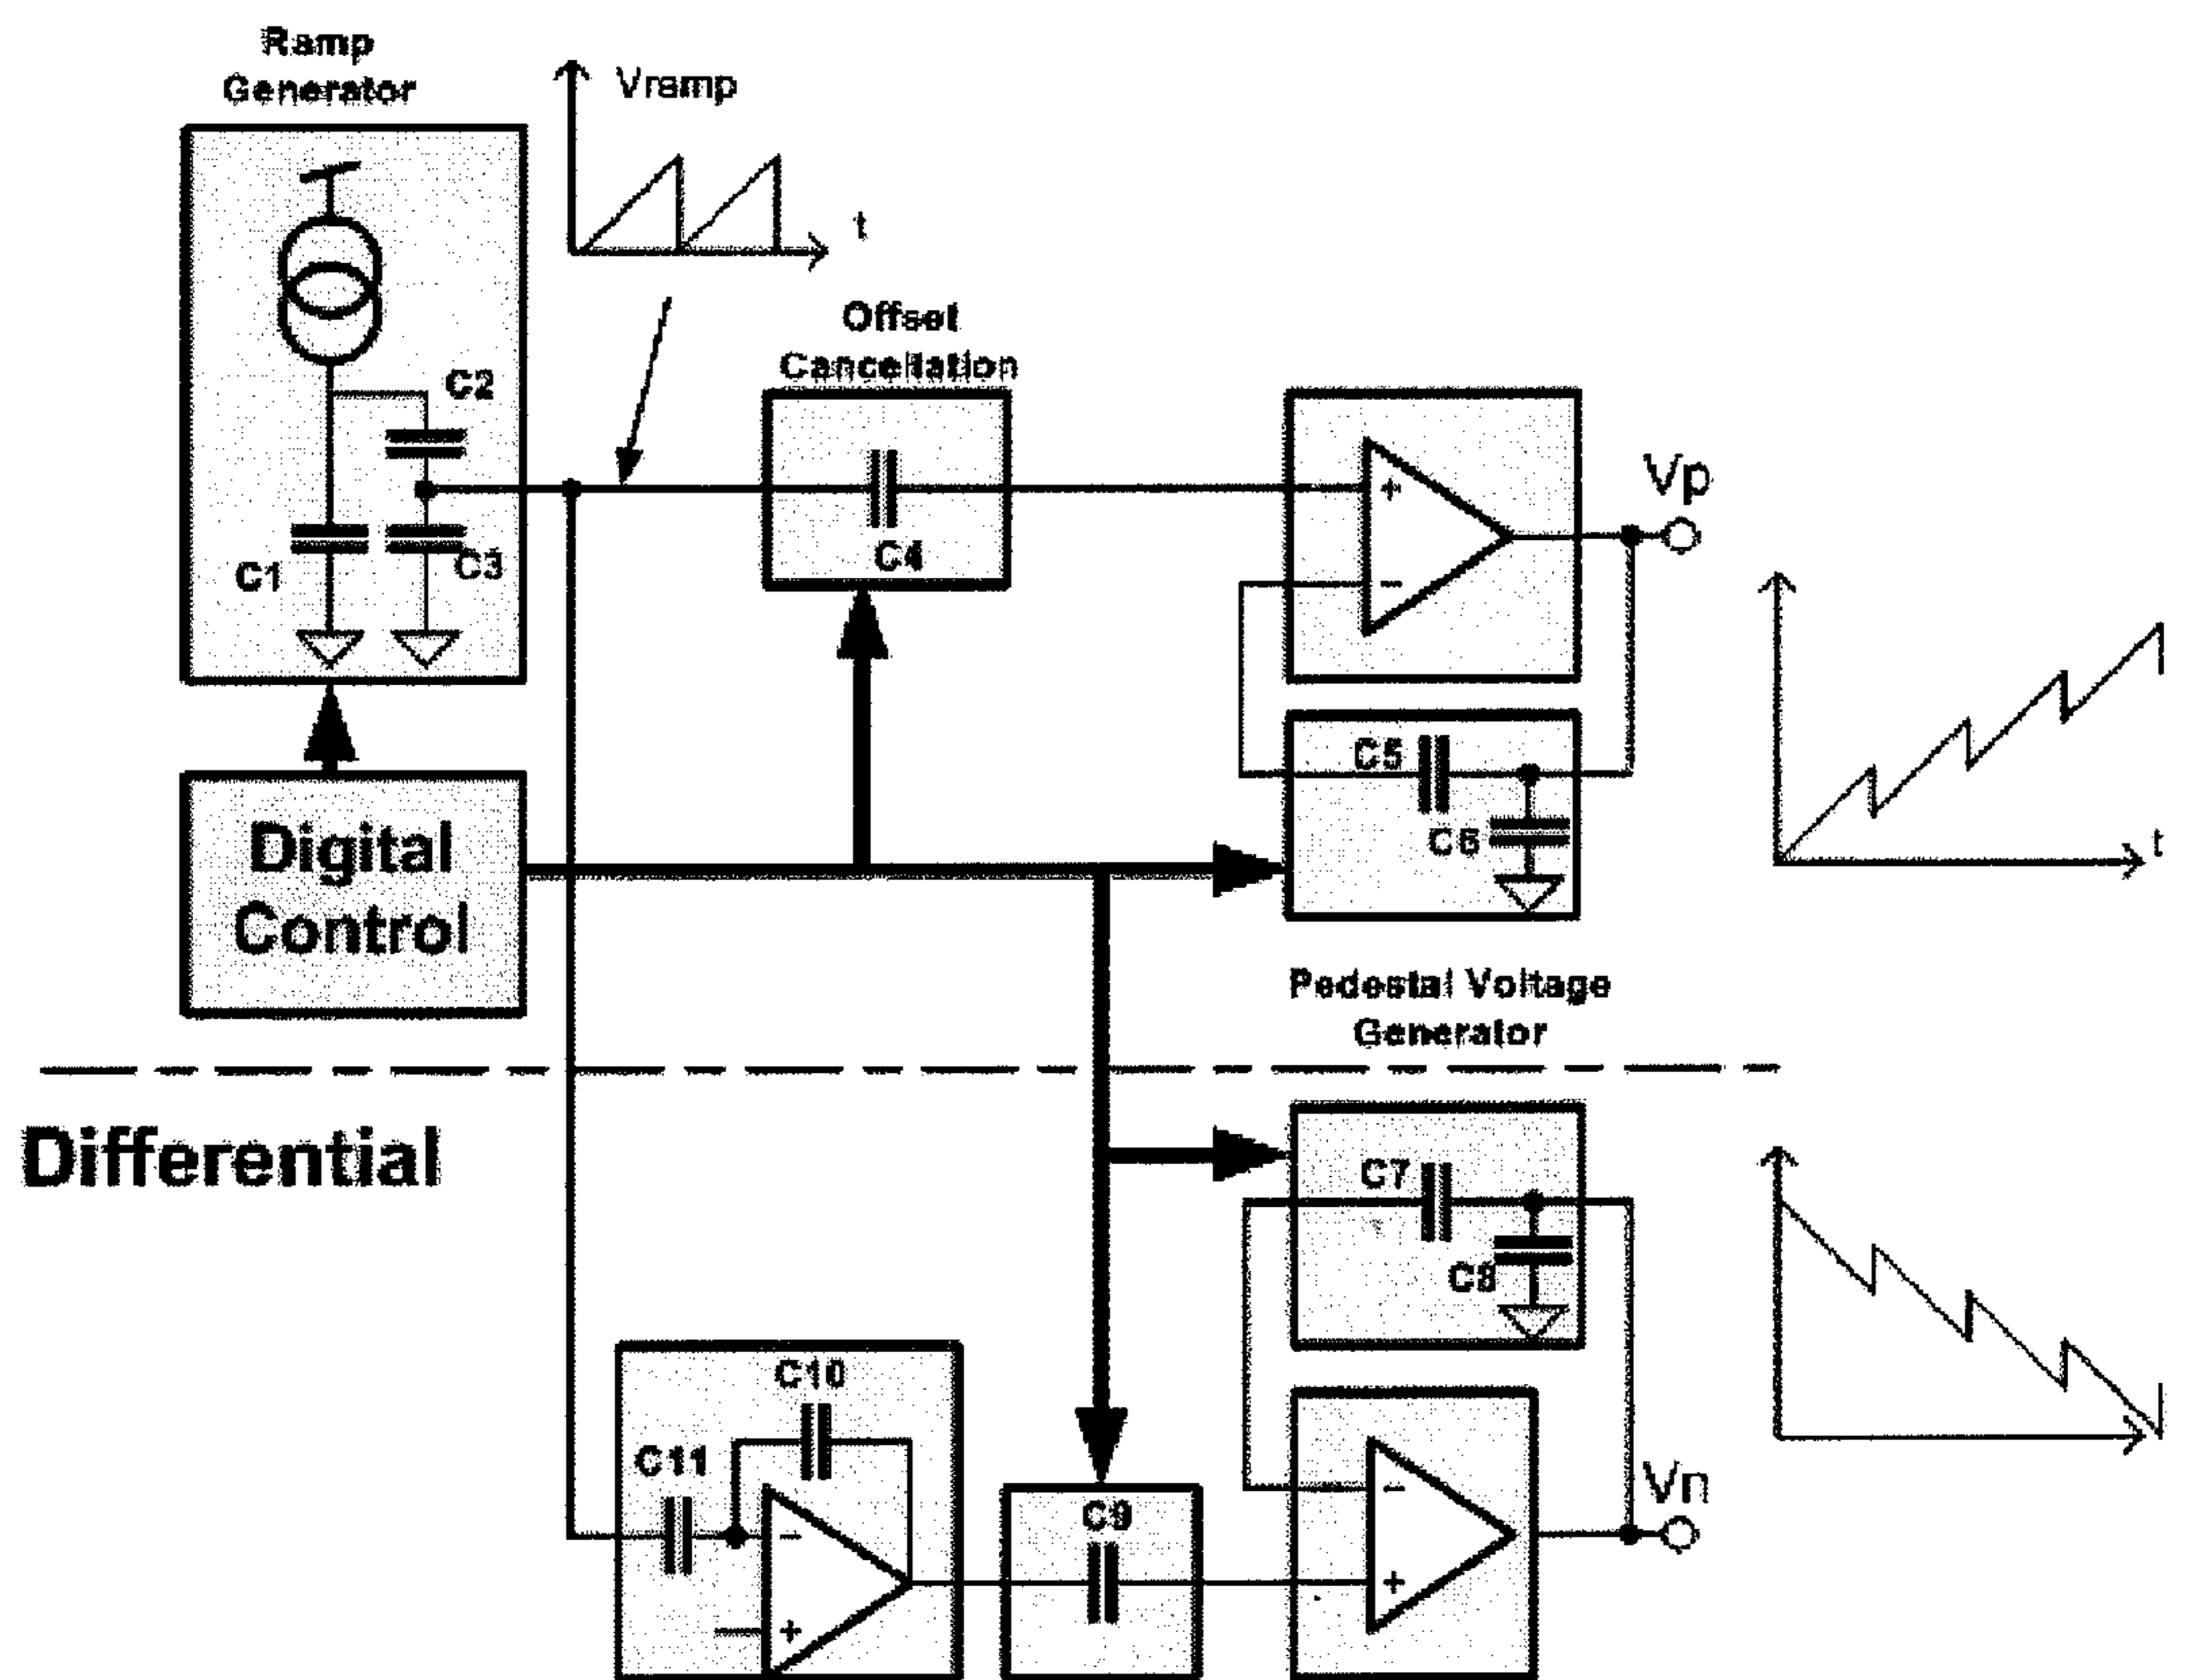 Ramp
Generator
Vramp
t
C2
C1
C3
Offset
Cancellation
C4
+
−
Vp
C5
C6
t
Digital
Control
Pedestal Voltage
Generator
Differential
C7
C8
C10
C11
−
+
C9
−
+
Vn